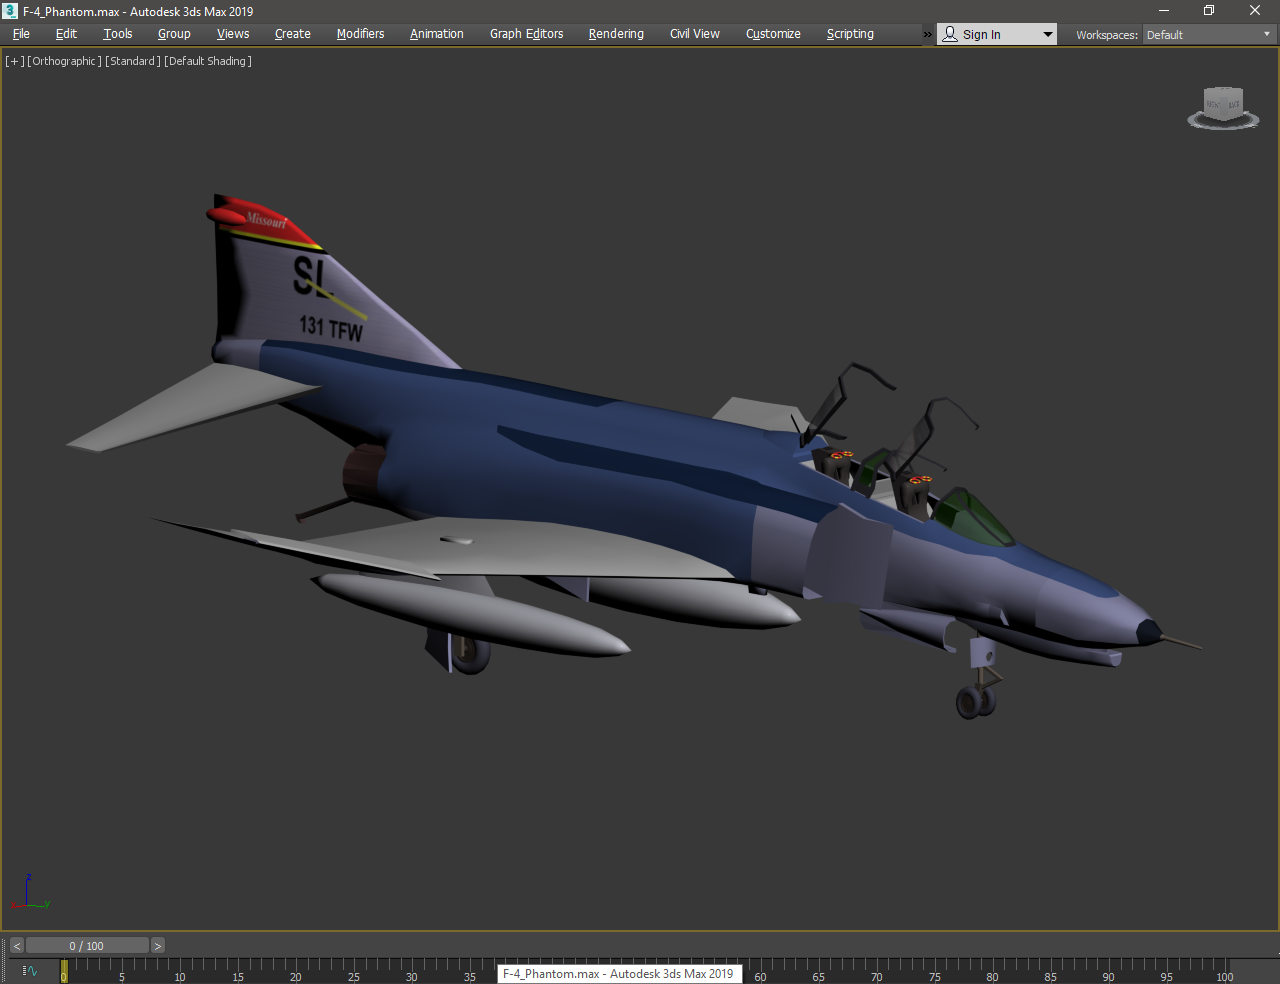 F-4_Phantom.max - Autodesk 3ds Max 2019
File Edit Tools Group Views Create Modifiers Animation Graph Editors Rendering Civil View Customize Scripting » Sign In Workspaces: Default
[+] [Orthographic] [Standard] [Default Shading]
Missouri
SL
131 TFW
z
y
< 0 / 100 >
0 5 10 15 20 25 30 35 60 65 70 75 80 85 90 95 100
F-4_Phantom.max - Autodesk 3ds Max 2019